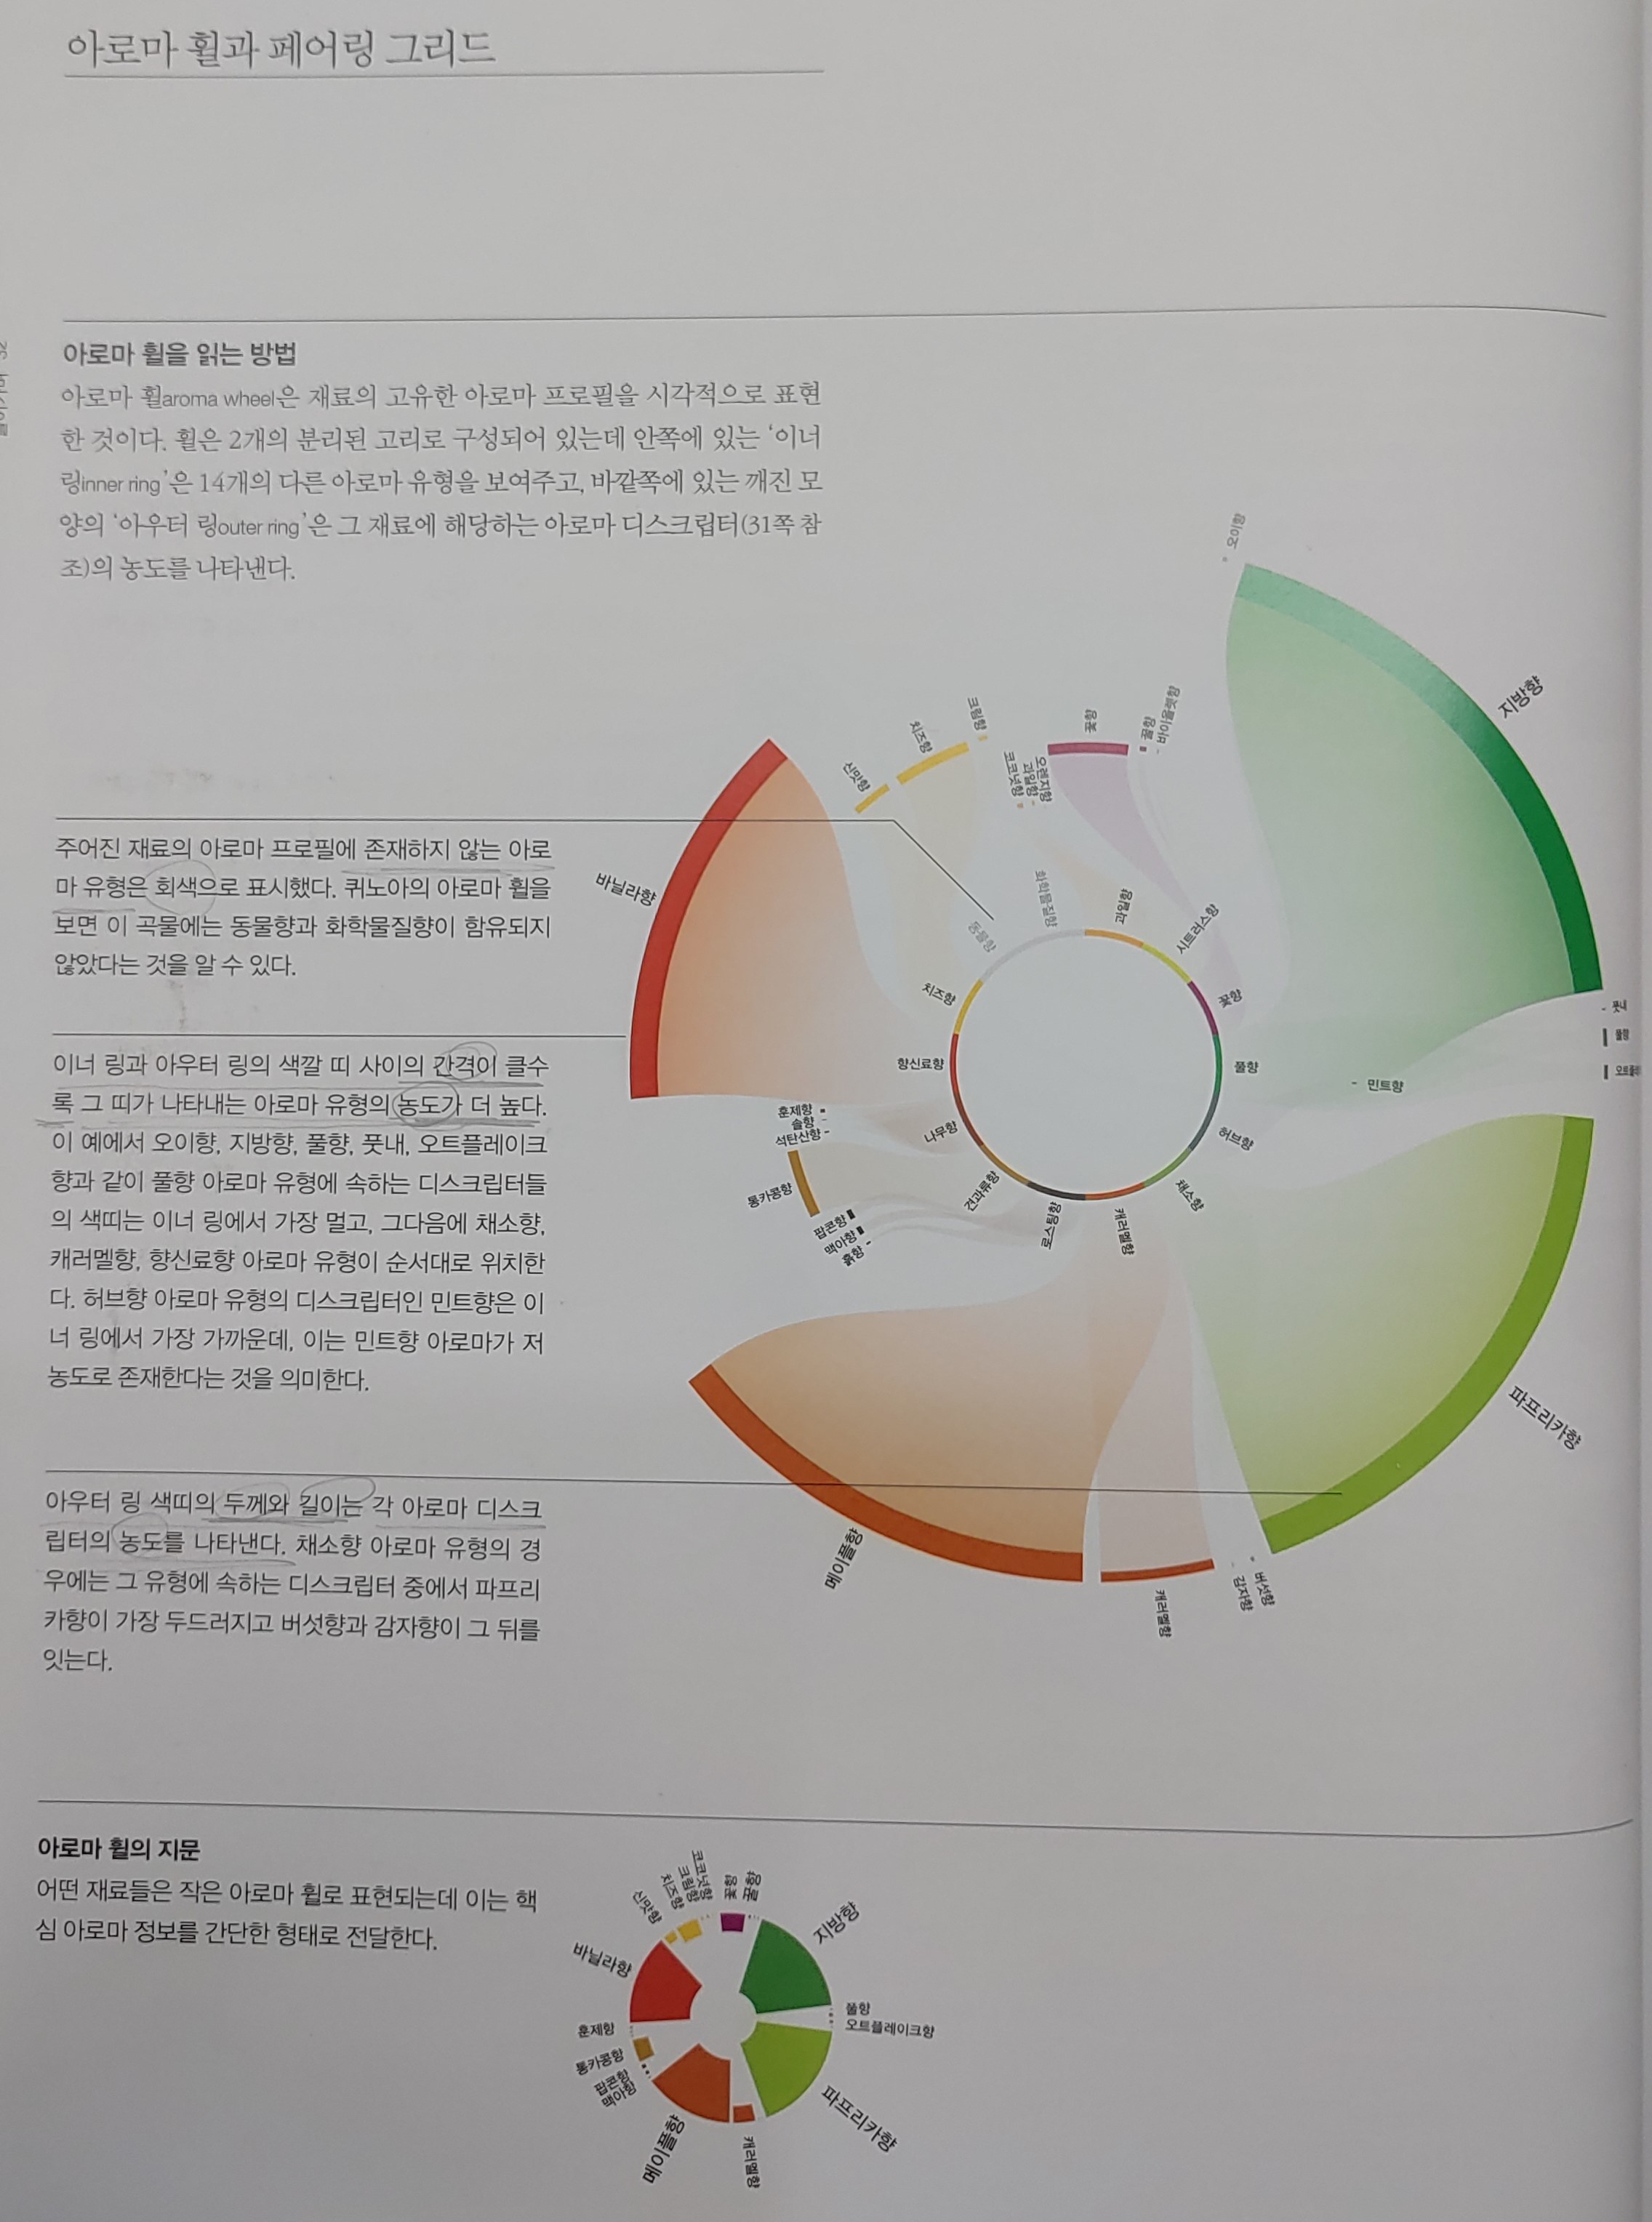 아로마 휠과 페어링 그리드
아로마 휠을 읽는 방법
아로마 휠aroma wheel은 재료의 고유한 아로마 프로필을 시각적으로 표현
한 것이다. 휠은 2개의 분리된 고리로 구성되어 있는데 안쪽에 있는 ‘이너
링inner ring’은 14개의 다른 아로마 유형을 보여주고, 바깥쪽에 있는 깨진 모
양의 ‘아우터 링outer ring’은 그 재료에 해당하는 아로마 디스크립터(31쪽 참
조)의 농도를 나타낸다.
주어진 재료의 아로마 프로필에 존재하지 않는 아로
마 유형은 회색으로 표시했다. 퀴노아의 아로마 휠을
보면 이 곡물에는 동물향과 화학물질향이 함유되지
않았다는 것을 알 수 있다.
이너 링과 아우터 링의 색깔 띠 사이의 간격이 클수
록 그 띠가 나타내는 아로마 유형의 농도가 더 높다.
이 예에서 오이향, 지방향, 풀향, 풋내, 오트플레이크
향과 같이 풀향 아로마 유형에 속하는 디스크립터들
의 색띠는 이너 링에서 가장 멀고, 그다음에 채소향,
캐러멜향, 향신료향 아로마 유형이 순서대로 위치한
다. 허브향 아로마 유형의 디스크립터인 민트향은 이
너 링에서 가장 가까운데, 이는 민트향 아로마가 저
농도로 존재한다는 것을 의미한다.
아우터 링 색띠의 두께와 길이는 각 아로마 디스크
립터의 농도를 나타낸다. 채소향 아로마 유형의 경
우에는 그 유형에 속하는 디스크립터 중에서 파프리
카향이 가장 두드러지고 버섯향과 감자향이 그 뒤를
잇는다.
오이향
지방향
풋내
풀향
민트향
파프리카향
버섯향
감자향
캐러멜향
메이플향
흙향
맥아향
팝콘향
통카콩향
석탄산향
솔향
훈제향
바닐라향
신맛향
치즈향
크림향
코코넛향
과일향
오렌지향
꽃향
꿀향
바이올렛향
화학물질향
과일향
시트러스향
꽃향
풀향
허브향
채소향
캐러멜향
로스팅향
견과류향
나무향
향신료향
치즈향
동물향
아로마 휠의 지문
어떤 재료들은 작은 아로마 휠로 표현되는데 이는 핵
심 아로마 정보를 간단한 형태로 전달한다.
신맛향
치즈향
크림향
코코넛향
꽃향
꿀향
지방향
풀향
오트플레이크향
파프리카향
캐러멜향
메이플향
맥아향
팝콘향
통카콩향
훈제향
바닐라향